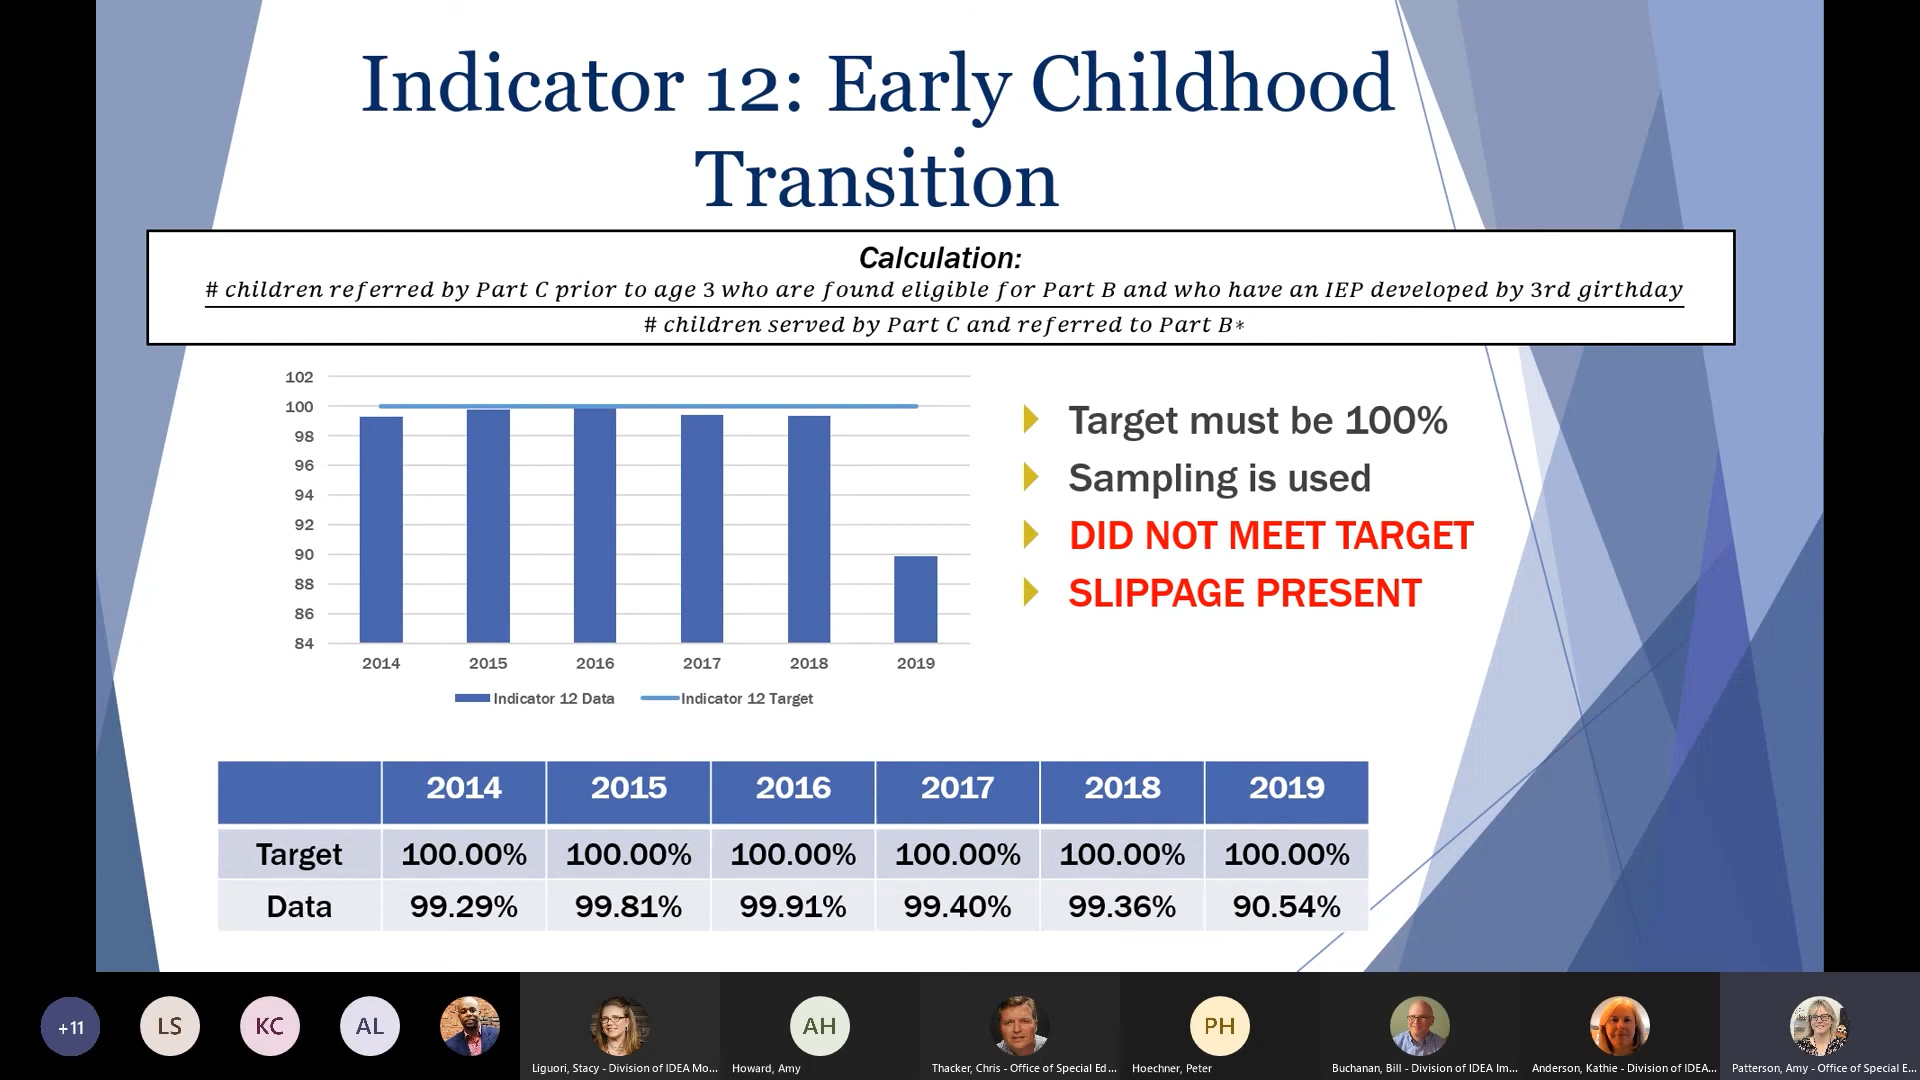 Indicator 12: Early Childhood
Transition
Calculation:
# children referred by Part C prior to age 3 who are found eligible for Part B and who have an IEP developed by 3rd girthday
# children served by Part C and referred to Part B*
102
100
98
96
94
92
90
88
86
84
2014 2015 2016 2017 2018 2019
Indicator 12 Data Indicator 12 Target
Target must be 100%
Sampling is used
DID NOT MEET TARGET
SLIPPAGE PRESENT
2014 2015 2016 2017 2018 2019
Target 100.00% 100.00% 100.00% 100.00% 100.00% 100.00%
Data 99.29% 99.81% 99.91% 99.40% 99.36% 90.54%
+11 LS KC AL AH PH
Liguori, Stacy - Division of IDEA Mo... Howard, Amy Thacker, Chris - Office of Special Ed... Hoechner, Peter Buchanan, Bill - Division of IDEA Im... Anderson, Kathie - Division of IDEA... Patterson, Amy - Office of Special E...